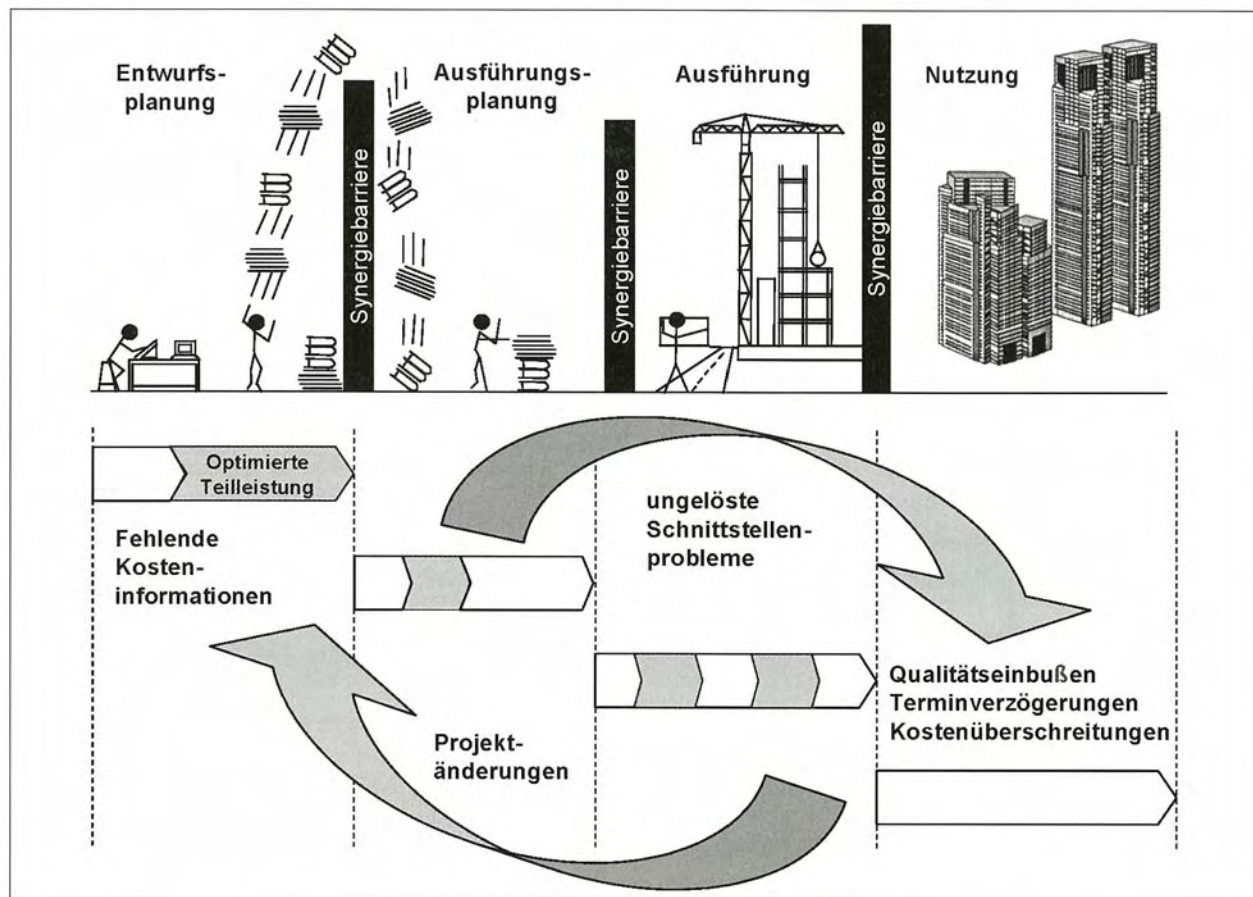 Entwurfs-
planung
Ausführungs-
planung
Ausführung
Nutzung
Synergiebarriere
Synergiebarriere
Synergiebarriere
Optimierte
Teilleistung
Fehlende
Kosten-
informationen
ungelöste
Schnittstellen-
probleme
Projekt-
änderungen
Qualitätseinbußen
Terminverzögerungen
Kostenüberschreitungen